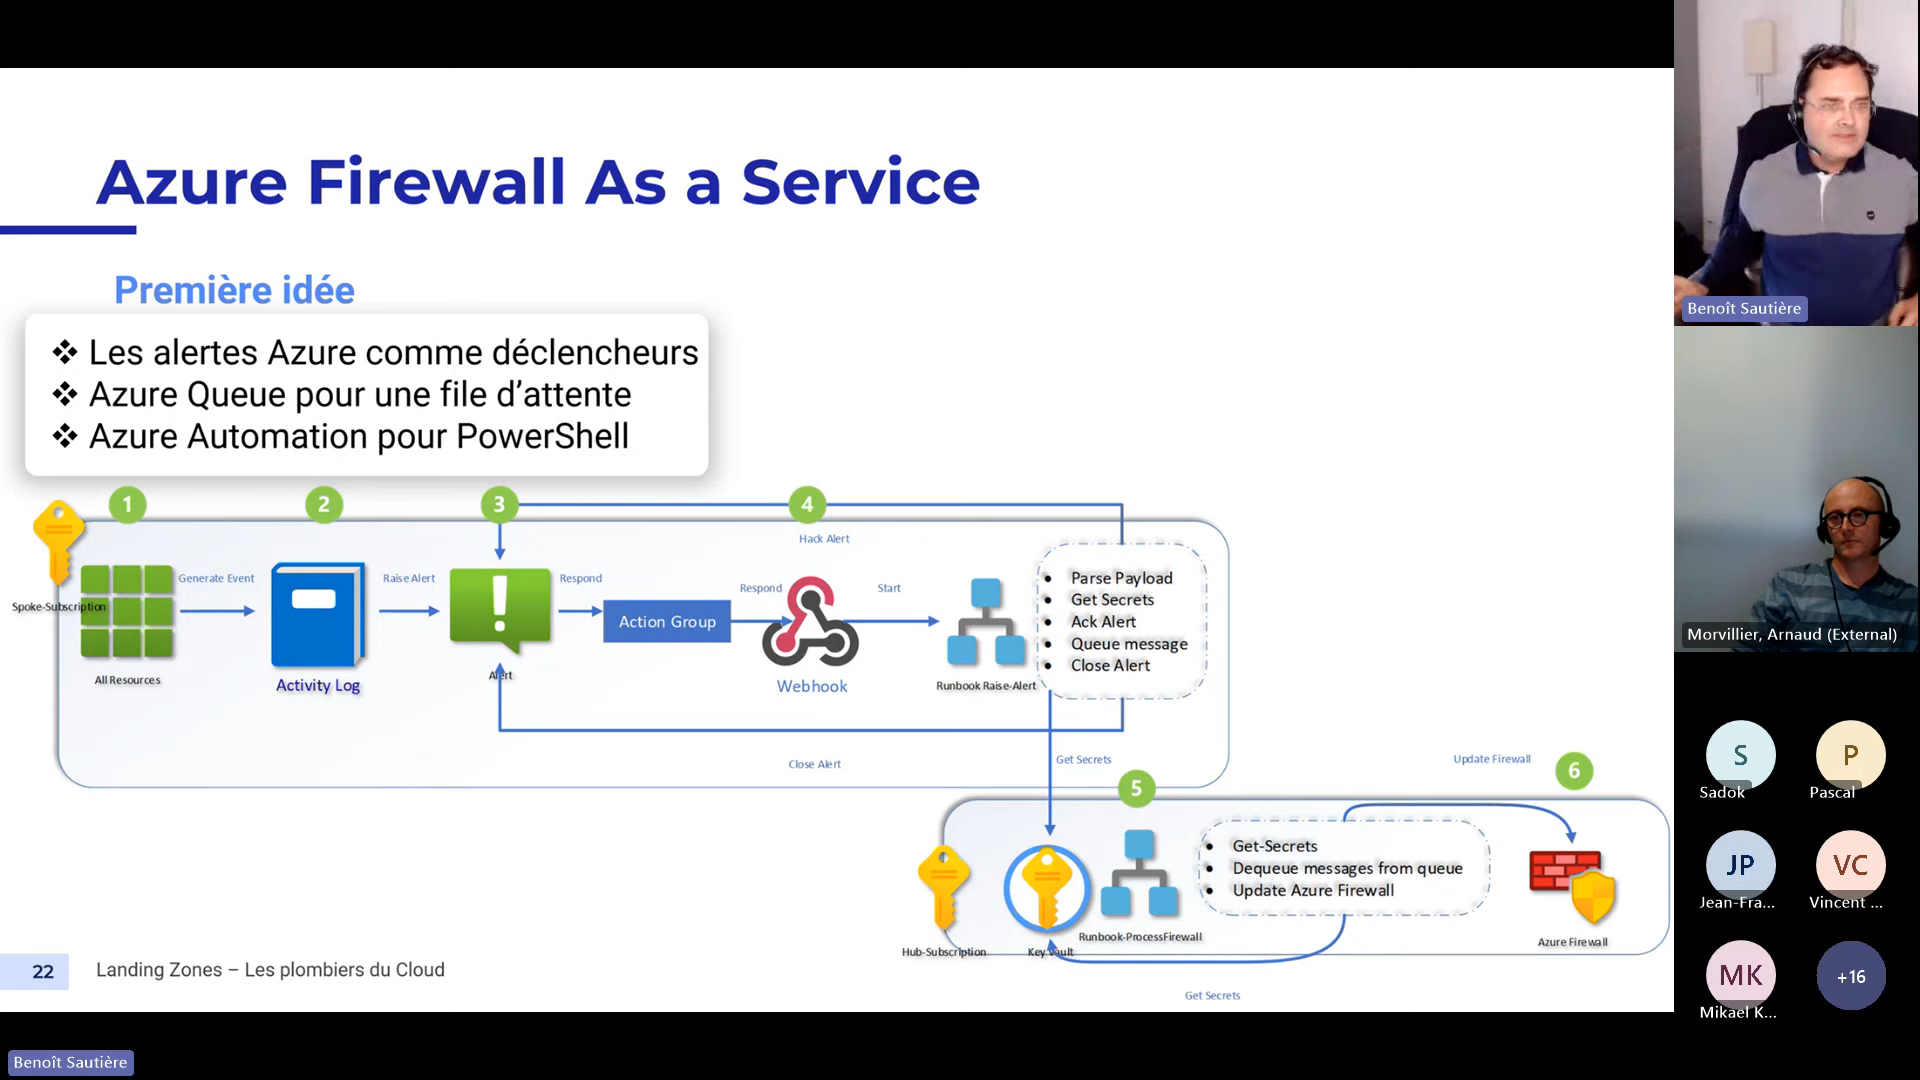 Azure Firewall As a Service
Première idée
❖ Les alertes Azure comme déclencheurs
❖ Azure Queue pour une file d’attente
❖ Azure Automation pour PowerShell
1
2
3
4
Hack Alert
Generate Event
Raise Alert
Respond
Respond
Start
Spoke-Subscription
Action Group
• Parse Payload
• Get Secrets
• Ack Alert
• Queue message
• Close Alert
All Resources
Activity Log
Alert
Webhook
Runbook Raise-Alert
Close Alert
Get Secrets
Update Firewall
5
6
• Get-Secrets
• Dequeue messages from queue
• Update Azure Firewall
Hub-Subscription
Key Vault
Runbook-ProcessFirewall
Azure Firewall
Get Secrets
22
Landing Zones – Les plombiers du Cloud
Benoît Sautière
Morvillier, Arnaud (External)
S
Sadok
P
Pascal
JP
Jean-Fra...
VC
Vincent ...
MK
Mikael K...
+16
Benoît Sautière